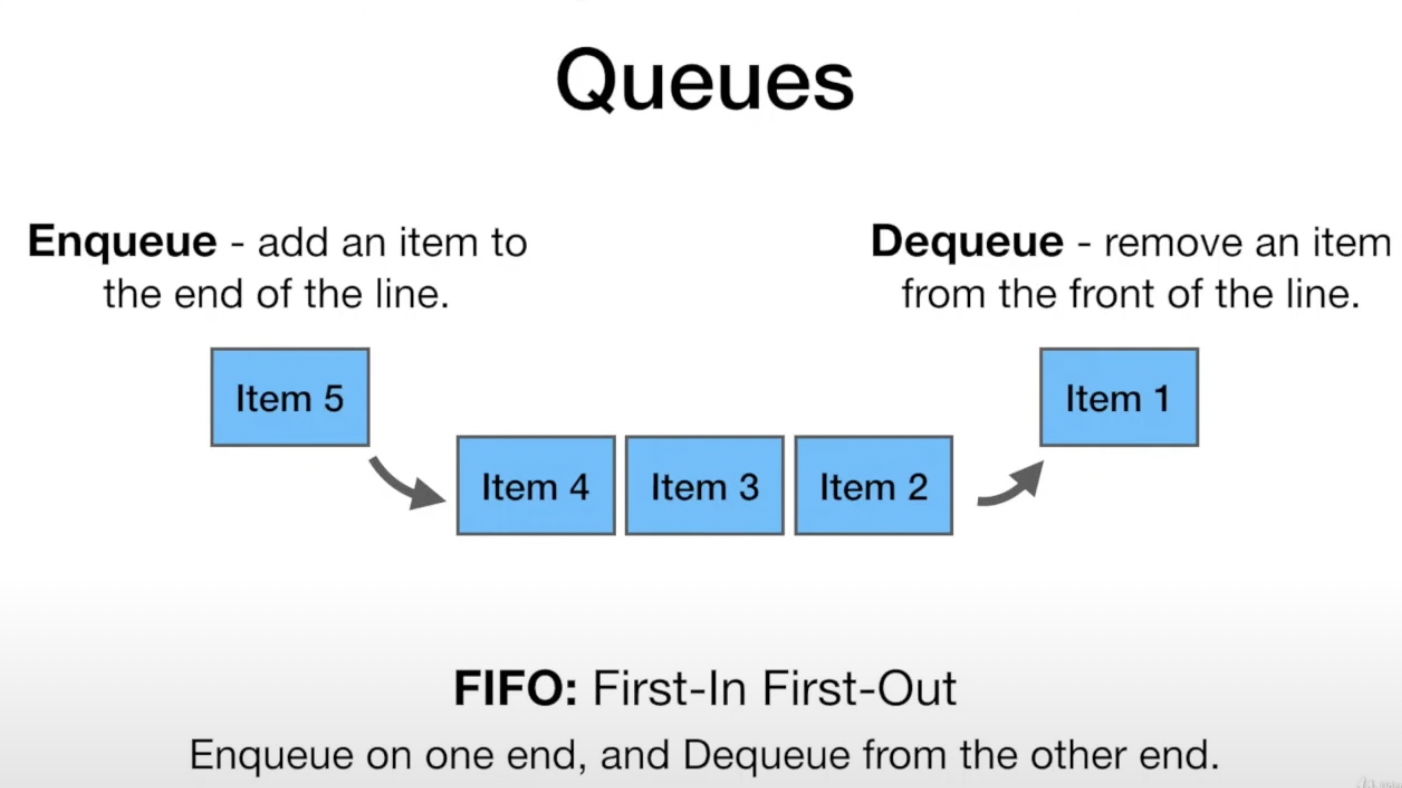 Queues
Enqueue - add an item to
the end of the line.
Dequeue - remove an item
from the front of the line.
Item 5
Item 1
Item 4
Item 3
Item 2
FIFO: First-In First-Out
Enqueue on one end, and Dequeue from the other end.